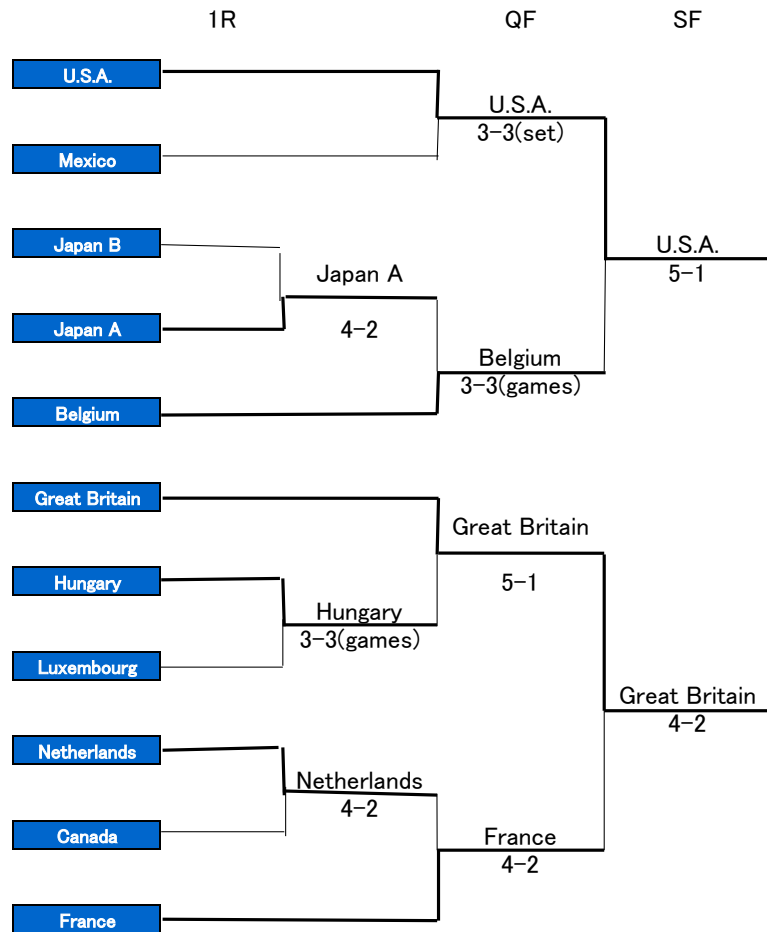 1R QF SF
U.S.A.
U.S.A.
3-3(set)
Mexico
Japan B
U.S.A.
5-1
Japan A
Japan A
4-2
Belgium
3-3(games)
Belgium
Great Britain
Great Britain
5-1
Hungary
Hungary
3-3(games)
Luxembourg
Great Britain
4-2
Netherlands
Netherlands
4-2
Canada
France
4-2
France